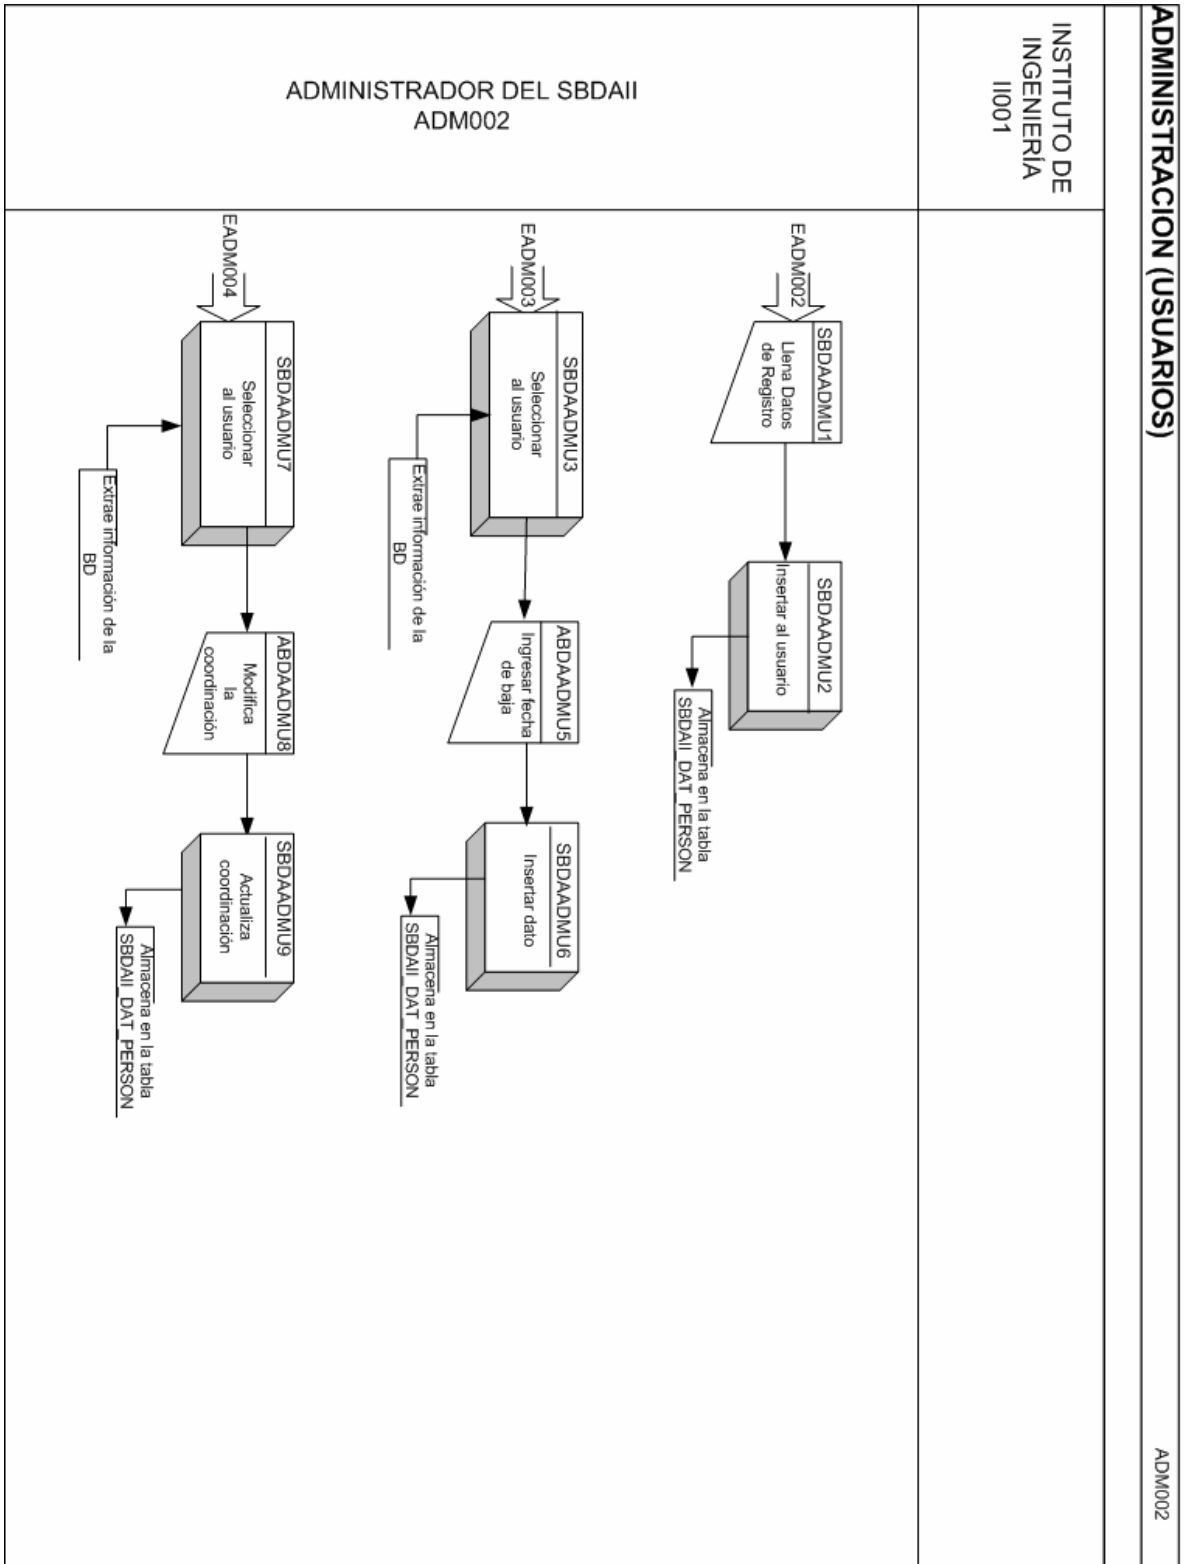 ADMINISTRACION (USUARIOS)
ADM002
INSTITUTO DE
INGENIERÍA
II001
ADMINISTRADOR DEL SBDAII
ADM002
EADM002
SBDAADMU1
Llena Datos
de Registro
SBDAADMU2
Insertar al usuario
Almacena en la tabla
SBDAII_DAT_PERSON
EADM003
SBDAADMU3
Seleccionar
al usuario
Extrae información de la
BD
ABDAADMU5
Ingresar fecha
de baja
SBDAADMU6
Insertar dato
Almacena en la tabla
SBDAII_DAT_PERSON
EADM004
SBDAADMU7
Seleccionar
al usuario
Extrae información de la
BD
ABDAADMU8
Modifica
la
coordinación
SBDAADMU9
Actualiza
coordinación
Almacena en la tabla
SBDAII_DAT_PERSON